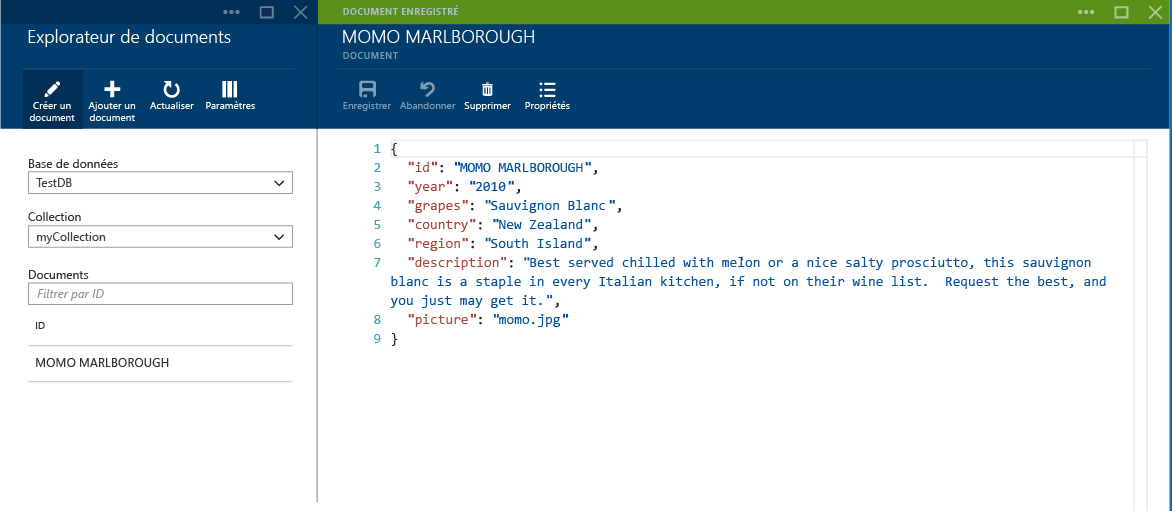 Explorateur de documents
Créer un document
Ajouter un document
Actualiser
Paramètres
Base de données
TestDB
Collection
myCollection
Documents
Filtrer par ID
ID
MOMO MARLBOROUGH
DOCUMENT ENREGISTRÉ
MOMO MARLBOROUGH
DOCUMENT
Enregistrer
Abandonner
Supprimer
Propriétés
1 {
2 "id": "MOMO MARLBOROUGH",
3 "year": "2010",
4 "grapes": "Sauvignon Blanc",
5 "country": "New Zealand",
6 "region": "South Island",
7 "description": "Best served chilled with melon or a nice salty prosciutto, this sauvignon
blanc is a staple in every Italian kitchen, if not on their wine list.  Request the best, and
you just may get it.",
8 "picture": "momo.jpg"
9 }